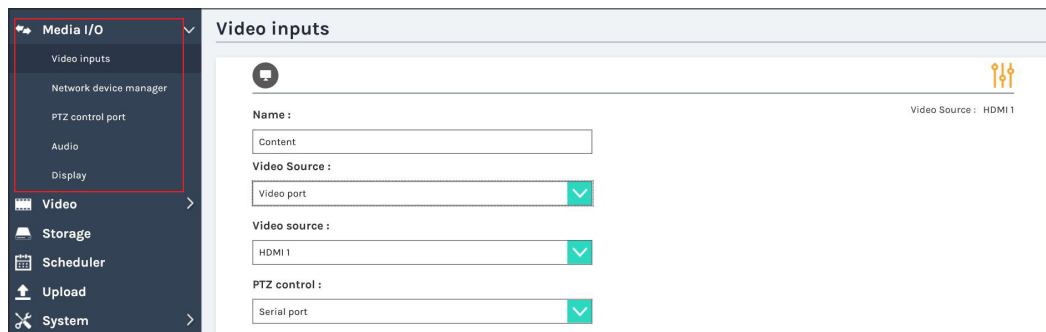 Media I/O
Video inputs
Network device manager
PTZ control port
Audio
Display
Video
Storage
Scheduler
Upload
System
Video inputs
Name :
Video Source : HDMI 1
Content
Video Source :
Video port
Video source :
HDMI 1
PTZ control :
Serial port